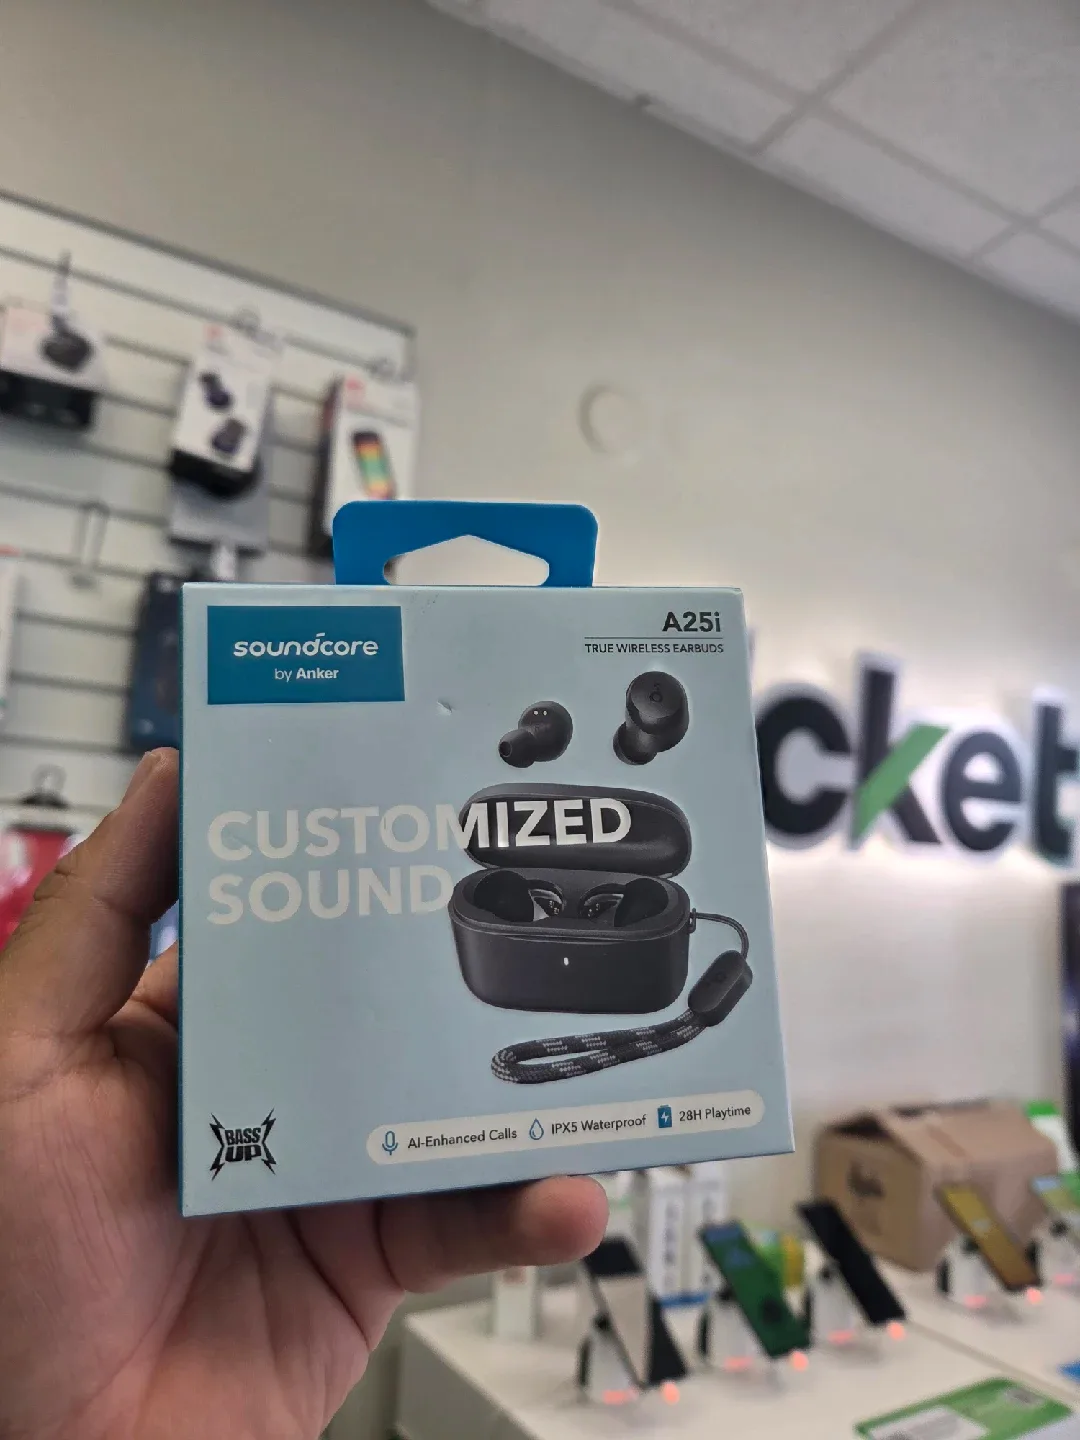 soundcore
by Anker
A25i
TRUE WIRELESS EARBUDS
CUSTOMIZED
SOUND
BASS
UP
AI-Enhanced Calls
IPX5 Waterproof
28H Playtime
cket